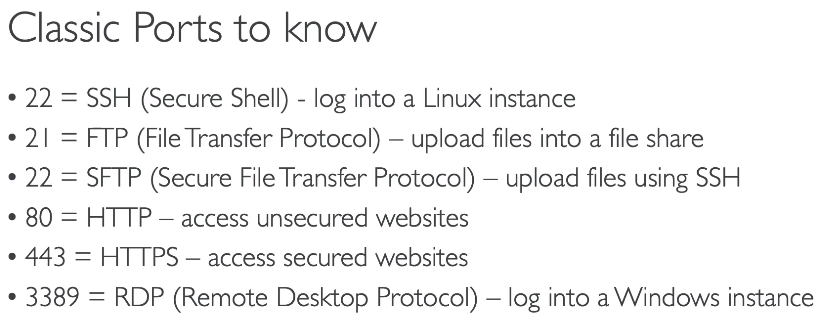 Classic Ports to know
• 22 = SSH (Secure Shell) - log into a Linux instance
• 21 = FTP (File Transfer Protocol) – upload files into a file share
• 22 = SFTP (Secure File Transfer Protocol) – upload files using SSH
• 80 = HTTP – access unsecured websites
• 443 = HTTPS – access secured websites
• 3389 = RDP (Remote Desktop Protocol) – log into a Windows instance